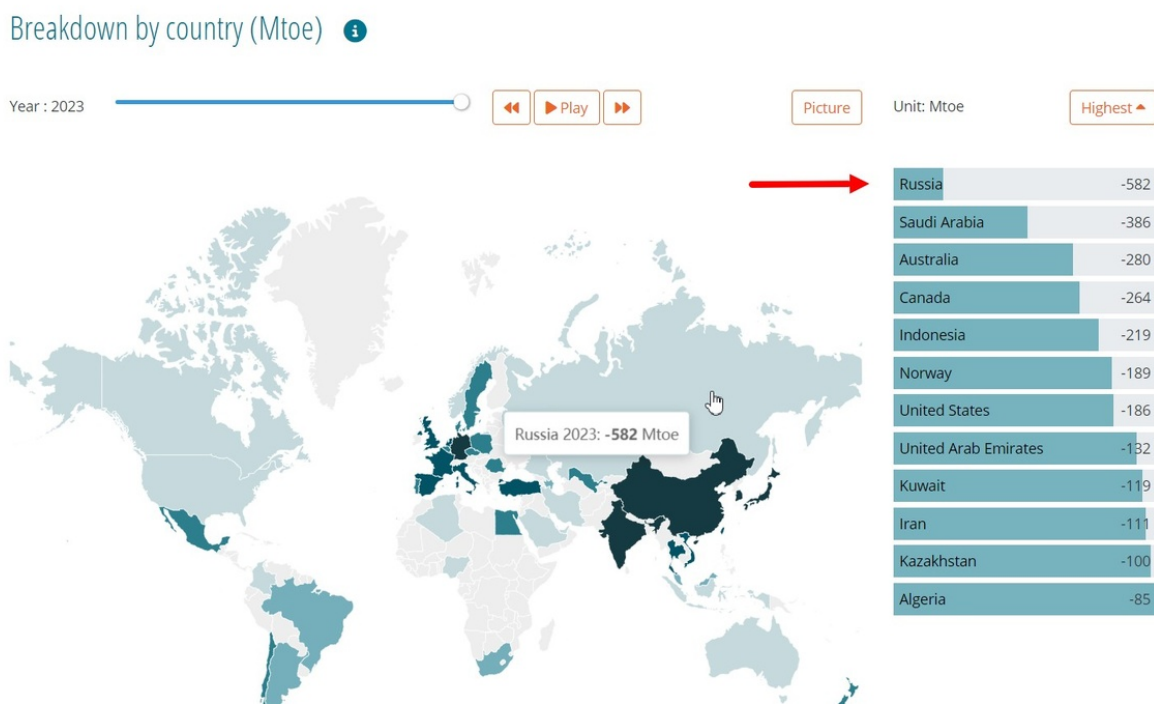 Breakdown by country (Mtoe)
Year : 2023
Play
Picture
Unit: Mtoe
Highest
Russia -582
Saudi Arabia -386
Australia -280
Canada -264
Indonesia -219
Norway -189
United States -186
United Arab Emirates -132
Kuwait -119
Iran -111
Kazakhstan -100
Algeria -85
Russia 2023: -582 Mtoe